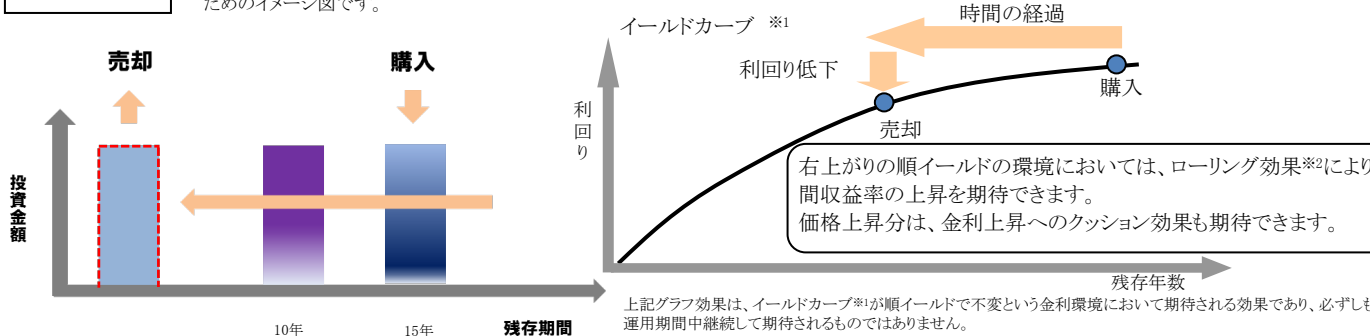 ためのイメージ図です。
売却
購入
投資金額
10年
15年
残存期間
イールドカーブ ※1
時間の経過
利回り低下
利回り
購入
売却
右上がりの順イールドの環境においては、ローリング効果※2により
間収益率の上昇を期待できます。
価格上昇分は、金利上昇へのクッション効果も期待できます。
残存年数
上記グラフ効果は、イールドカーブ※1が順イールドで不変という金利環境において期待される効果であり、必ずしも
運用期間中継続して期待されるものではありません。